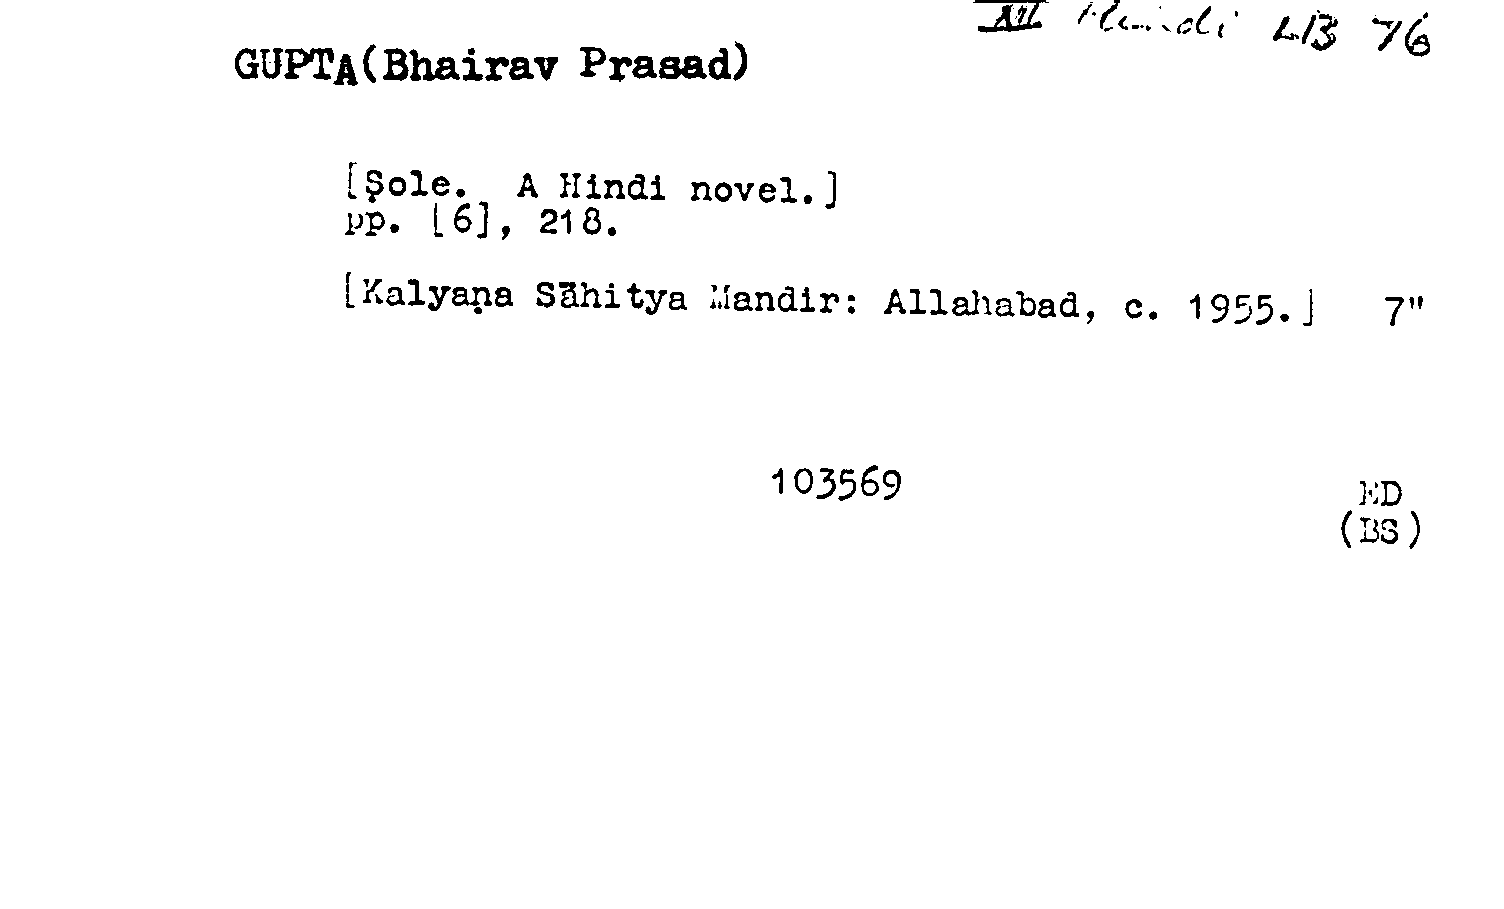 Hindi LB 76
GUPTA(Bhairav Prasad)
[Ṣole. A Hindi novel.]
pp. [6], 218.
[Kalyaṇa Sāhitya Mandir: Allahabad, c. 1955.] 7"
103569
ED
(BS)